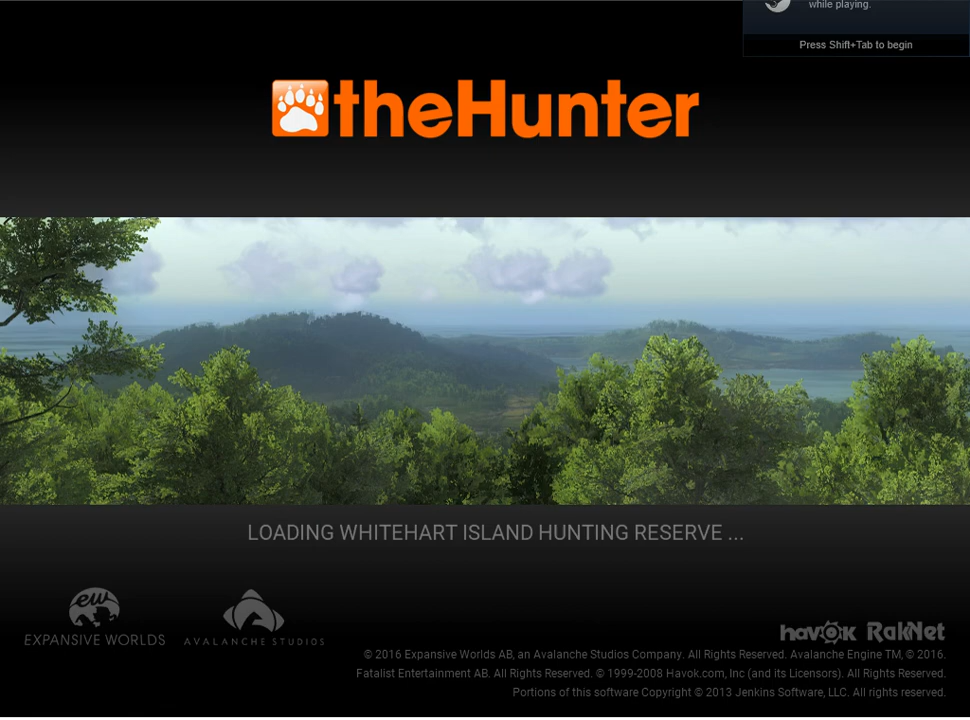 while playing.
Press Shift+Tab to begin
theHunter
LOADING WHITEHART ISLAND HUNTING RESERVE ...
ew
EXPANSIVE WORLDS
AVALANCHE STUDIOS
havok RakNet
© 2016 Expansive Worlds AB, an Avalanche Studios Company. All Rights Reserved. Avalanche Engine TM, © 2016.
Fatalist Entertainment AB. All Rights Reserved. © 1999-2008 Havok.com, Inc (and its Licensors). All Rights Reserved.
Portions of this software Copyright © 2013 Jenkins Software, LLC. All rights reserved.